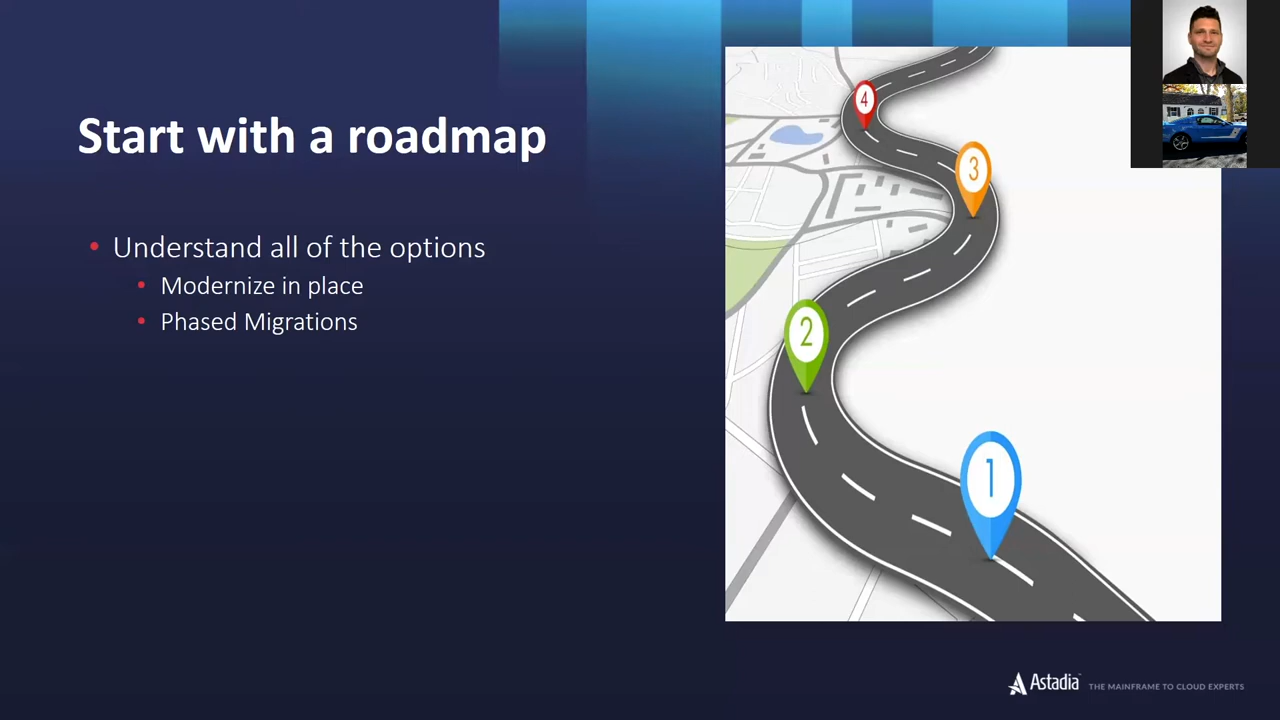 Start with a roadmap
Understand all of the options
Modernize in place
Phased Migrations
4
3
2
1
Astadia THE MAINFRAME TO CLOUD EXPERTS